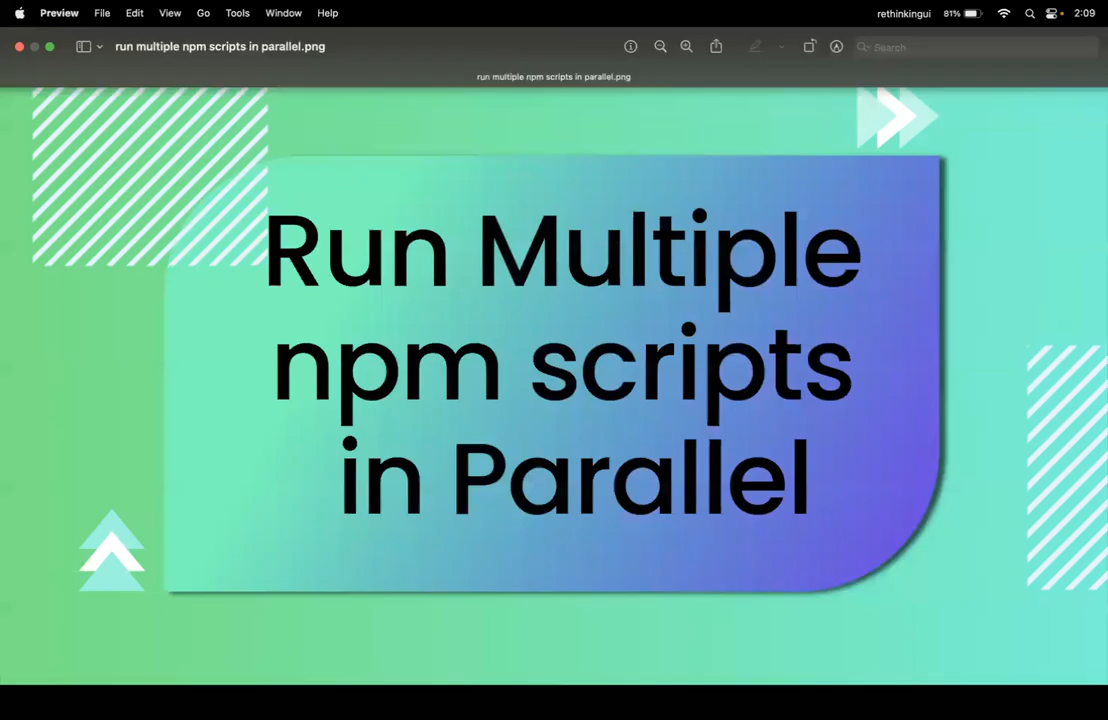 Preview File Edit View Go Tools Window Help rethinkingui 81% 2:09
run multiple npm scripts in parallel.png Search
run multiple npm scripts in parallel.png
Run Multiple
npm scripts
in Parallel